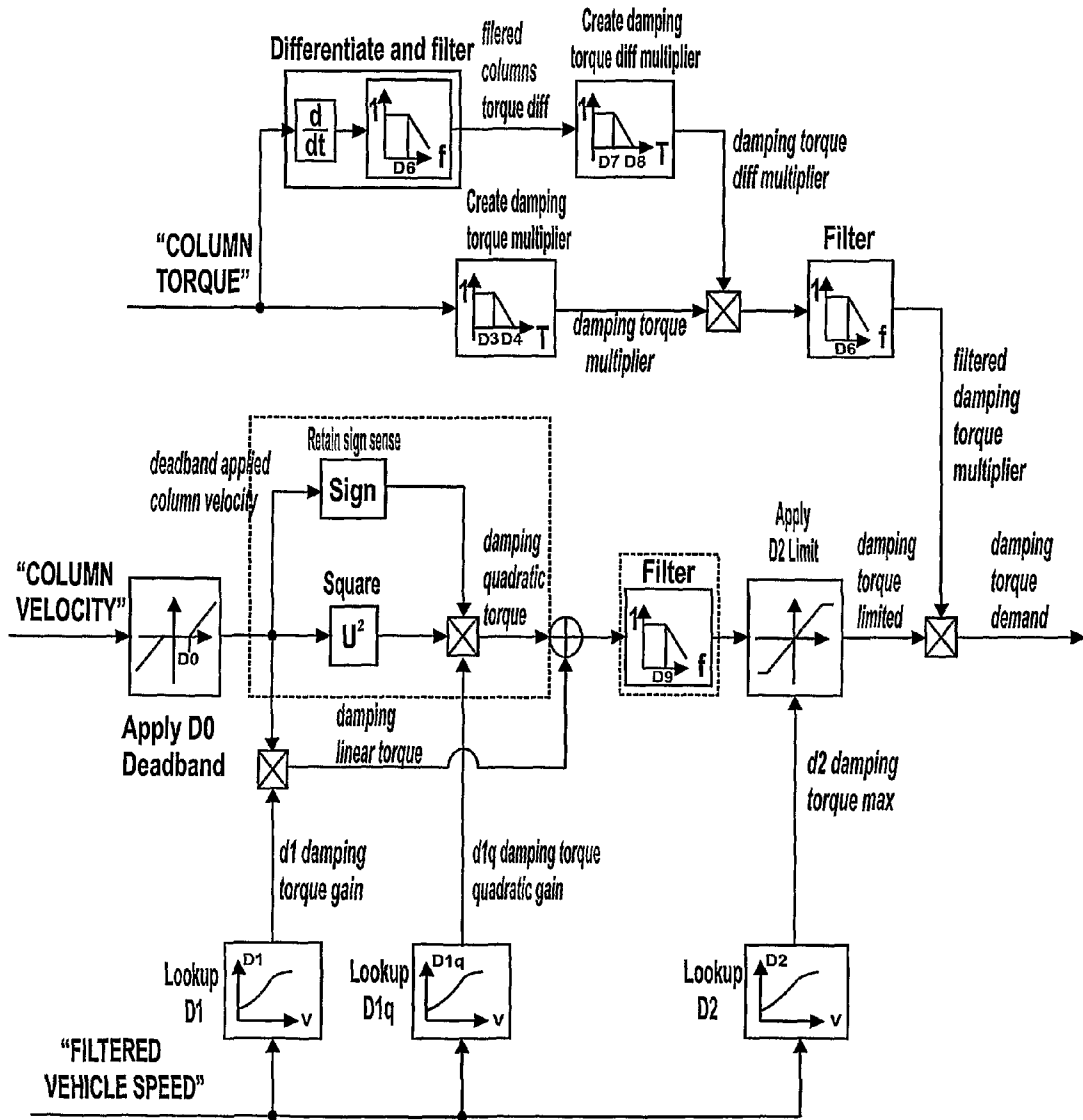 Differentiate and filter
d
dt
1
D6
f
filered
columns
torque diff
Create damping
torque diff multiplier
1
D7 D8 T
damping torque
diff multiplier
"COLUMN
TORQUE"
Create damping
torque multiplier
1
D3 D4 T
damping torque
multiplier
Filter
1
D6
f
filtered
damping
torque
multiplier
deadband applied
column velocity
Retain sign sense
Sign
Square
U²
damping
quadratic
torque
"COLUMN
VELOCITY"
D0
Apply D0
Deadband
damping
linear torque
Filter
1
D9
f
Apply
D2 Limit
damping
torque
limited
damping
torque
demand
d1 damping
torque gain
d1q damping torque
quadratic gain
d2 damping
torque max
Lookup
D1
D1
v
Lookup
D1q
D1q
v
Lookup
D2
D2
v
"FILTERED
VEHICLE SPEED"